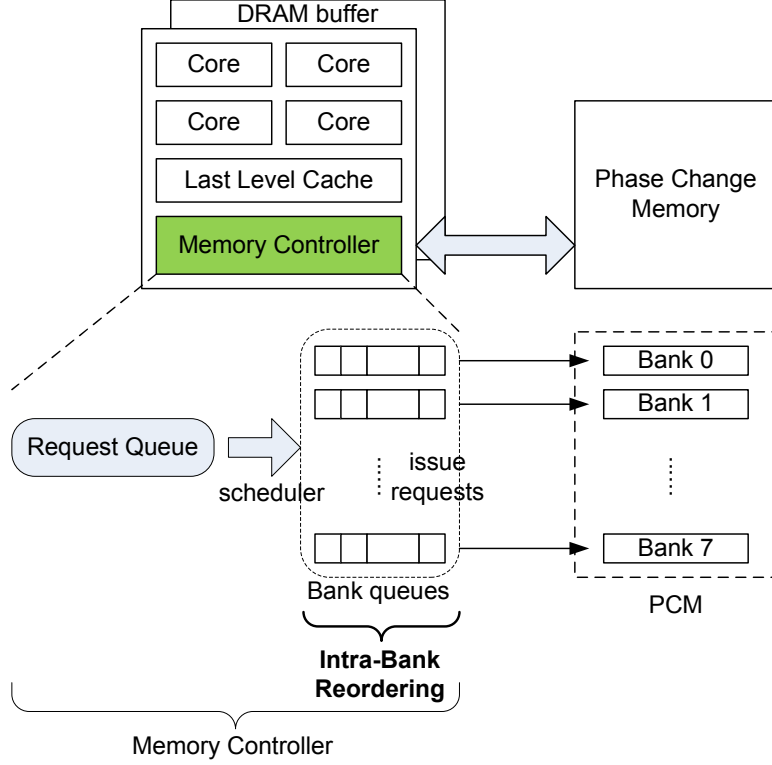 DRAM buffer
Core
Core
Core
Core
Last Level Cache
Memory Controller
Phase Change
Memory
Bank 0
Bank 1
Request Queue
scheduler
issue
requests
Bank 7
Bank queues
PCM
Intra-Bank
Reordering
Memory Controller